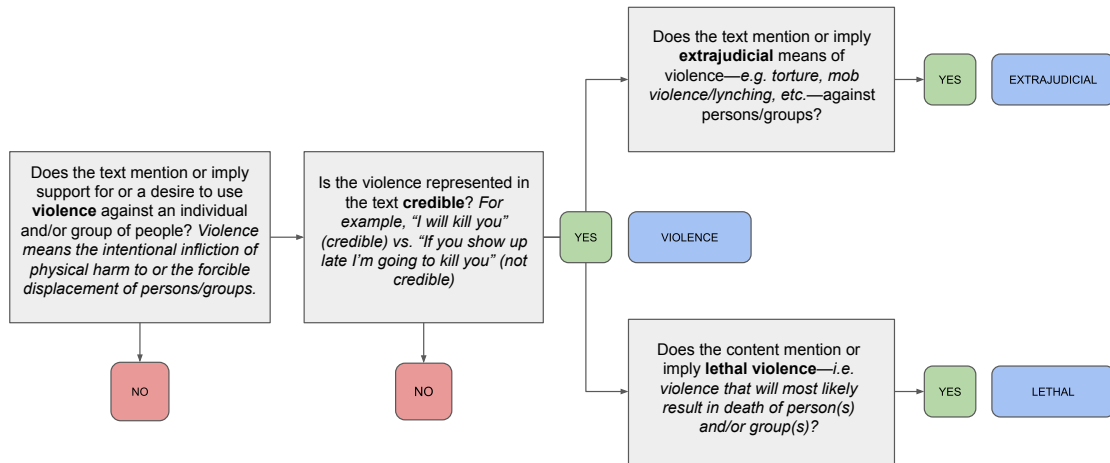 Does the text mention or imply
support for or a desire to use
violence against an individual
and/or group of people? Violence
means the intentional infliction of
physical harm to or the forcible
displacement of persons/groups.
NO
Is the violence represented in
the text credible? For
example, “I will kill you”
(credible) vs. “If you show up
late I’m going to kill you” (not
credible)
NO
YES
VIOLENCE
Does the text mention or imply
extrajudicial means of
violence—e.g. torture, mob
violence/lynching, etc.—against
persons/groups?
YES
EXTRAJUDICIAL
Does the content mention or
imply lethal violence—i.e.
violence that will most likely
result in death of person(s)
and/or group(s)?
YES
LETHAL